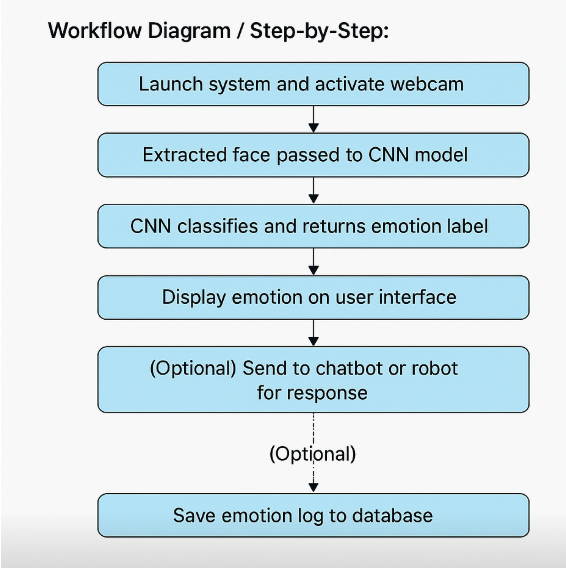 Workflow Diagram / Step-by-Step:
Launch system and activate webcam
Extracted face passed to CNN model
CNN classifies and returns emotion label
Display emotion on user interface
(Optional) Send to chatbot or robot
for response
(Optional)
Save emotion log to database